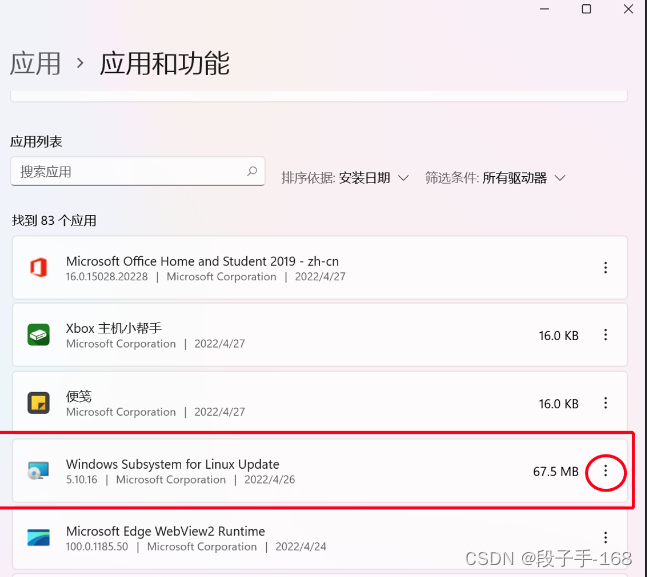 应用 > 应用和功能
应用列表
搜索应用
排序依据: 安装日期
筛选条件: 所有驱动器
找到 83 个应用
Microsoft Office Home and Student 2019 - zh-cn
16.0.15028.20228 | Microsoft Corporation | 2022/4/27
Xbox 主机小帮手
Microsoft Corporation | 2022/4/27
16.0 KB
便笺
Microsoft Corporation | 2022/4/27
16.0 KB
Windows Subsystem for Linux Update
5.10.16 | Microsoft Corporation | 2022/4/26
67.5 MB
Microsoft Edge WebView2 Runtime
100.0.1185.50 | Microsoft Corporation | 2022/4/24
CSDN @段子手-168